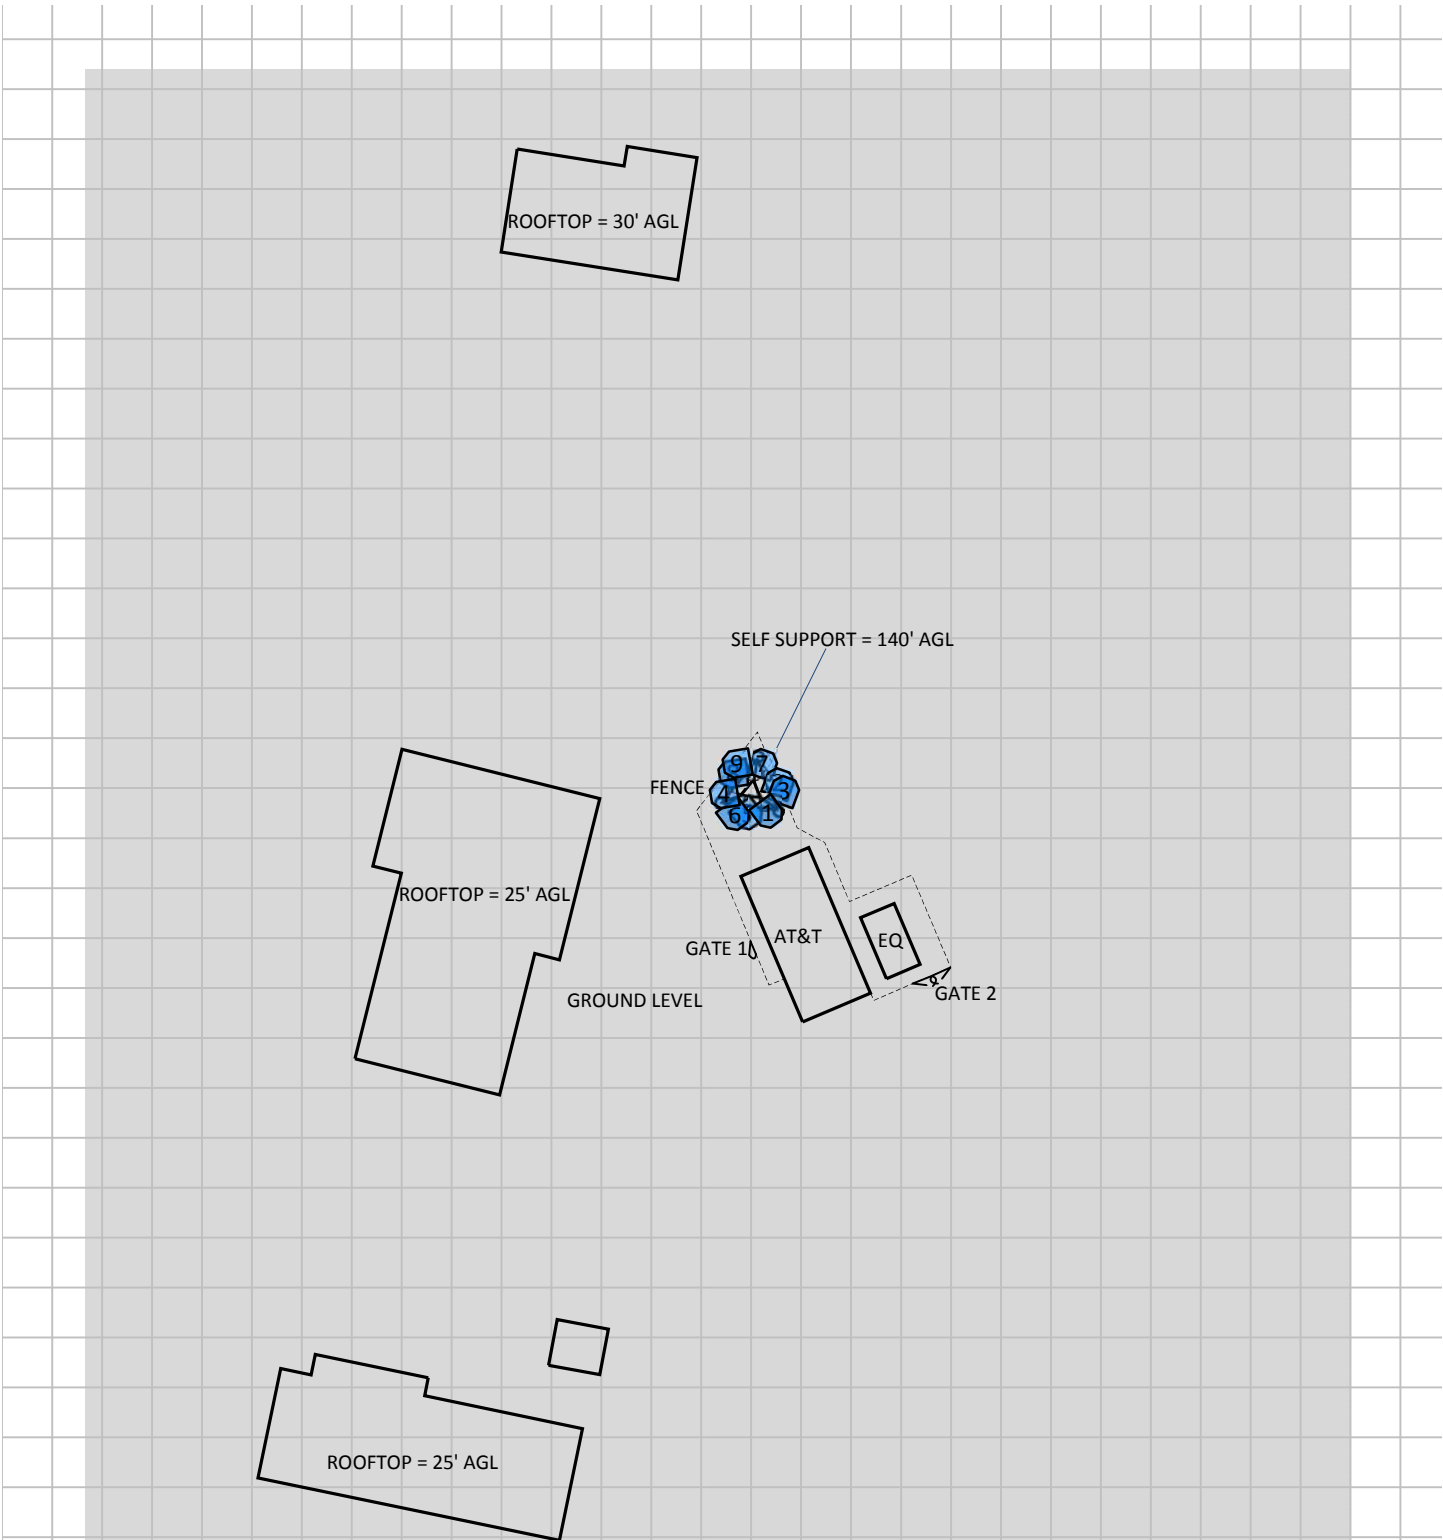 ROOFTOP = 30' AGL
SELF SUPPORT = 140' AGL
9
7
FENCE
4
3
6
1
ROOFTOP = 25' AGL
GATE 1
AT&T
EQ
GATE 2
GROUND LEVEL
ROOFTOP = 25' AGL